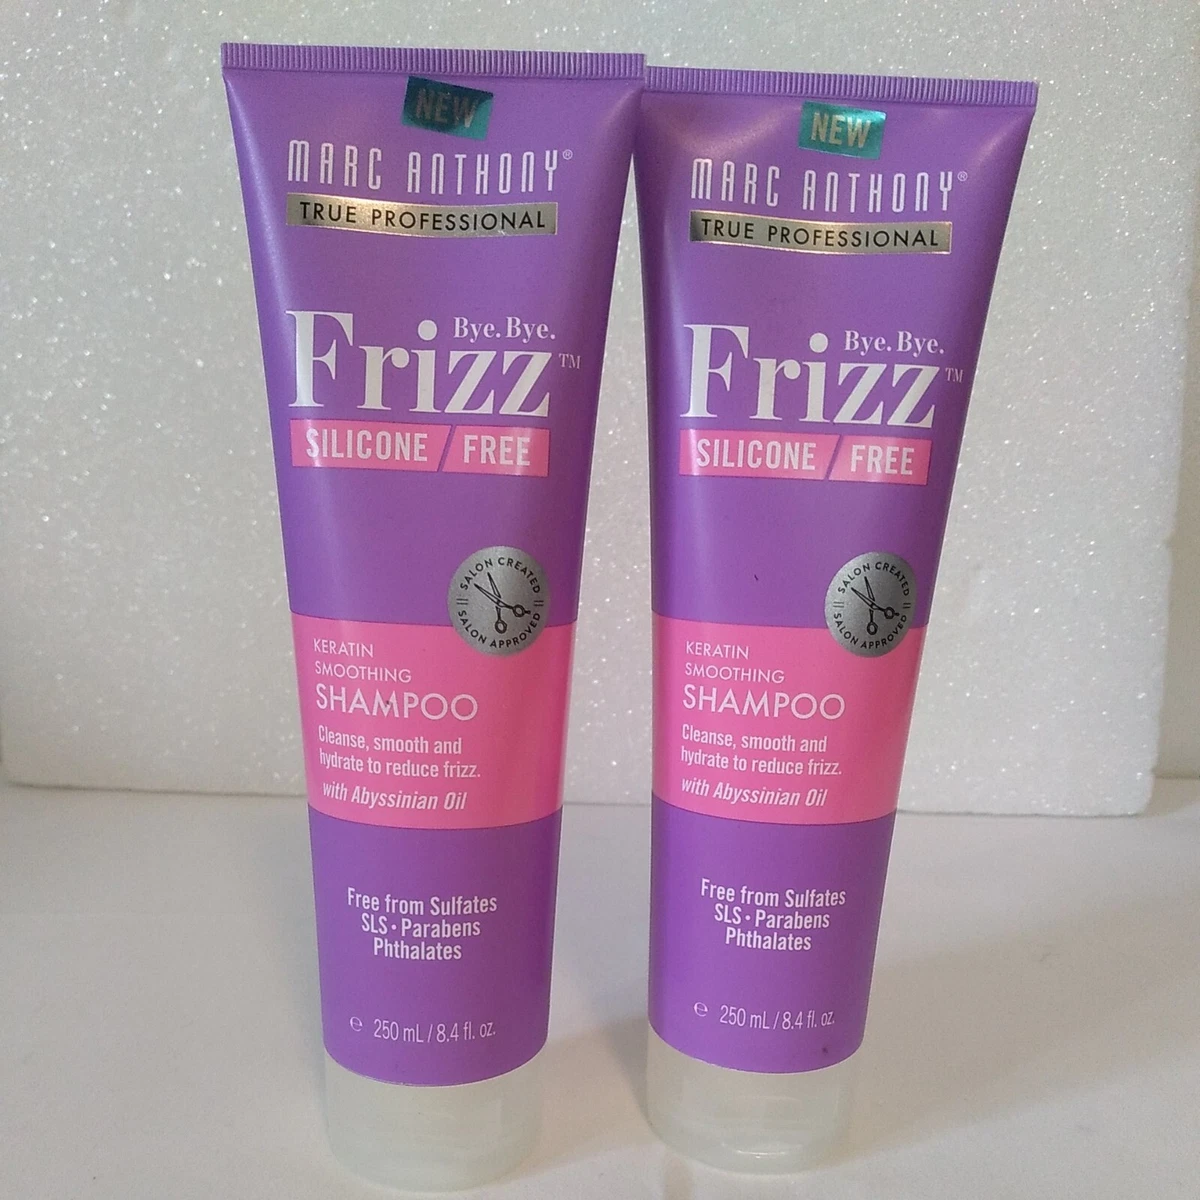 NEW
MARC ANTHONY®
TRUE PROFESSIONAL
Bye. Bye.
Frizz™
SILICONE / FREE
SALON CREATED
SALON APPROVED
KERATIN
SMOOTHING
SHAMPOO
Cleanse, smooth and
hydrate to reduce frizz.
with Abyssinian Oil
Free from Sulfates
SLS • Parabens
Phthalates
℮ 250 mL / 8.4 fl. oz.
NEW
MARC ANTHONY®
TRUE PROFESSIONAL
Bye. Bye.
Frizz™
SILICONE / FREE
SALON CREATED
SALON APPROVED
KERATIN
SMOOTHING
SHAMPOO
Cleanse, smooth and
hydrate to reduce frizz.
with Abyssinian Oil
Free from Sulfates
SLS • Parabens
Phthalates
℮ 250 mL / 8.4 fl. oz.